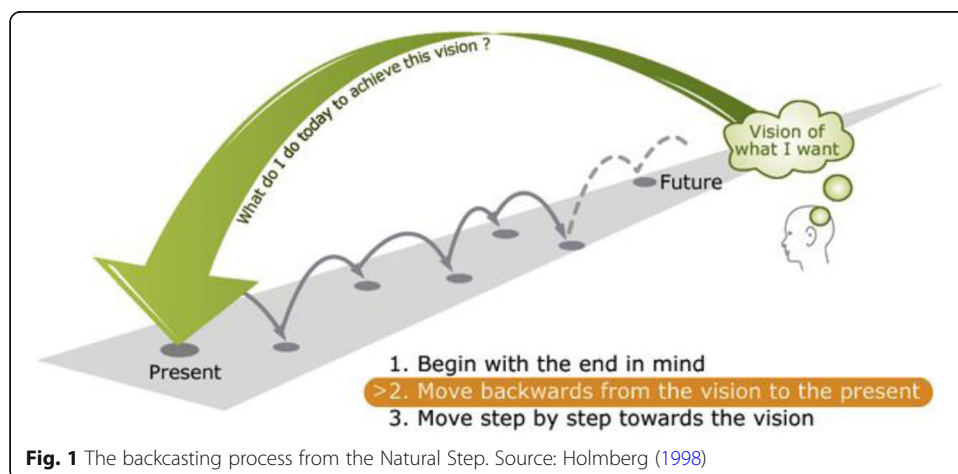 What do I do today to achieve this vision ?
Vision of
what I want
Future
Present
1. Begin with the end in mind
>2. Move backwards from the vision to the present
3. Move step by step towards the vision
Fig. 1 The backcasting process from the Natural Step. Source: Holmberg (1998)